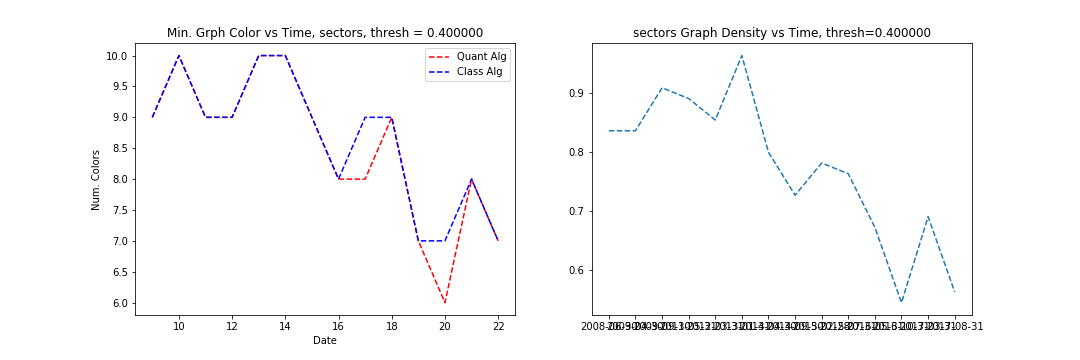 Min. Grph Color vs Time, sectors, thresh = 0.400000
Quant Alg
Class Alg
10.0
9.5
9.0
8.5
8.0
7.5
7.0
6.5
6.0
Num. Colors
10 12 14 16 18 20 22
Date
sectors Graph Density vs Time, thresh=0.400000
0.9
0.8
0.7
0.6